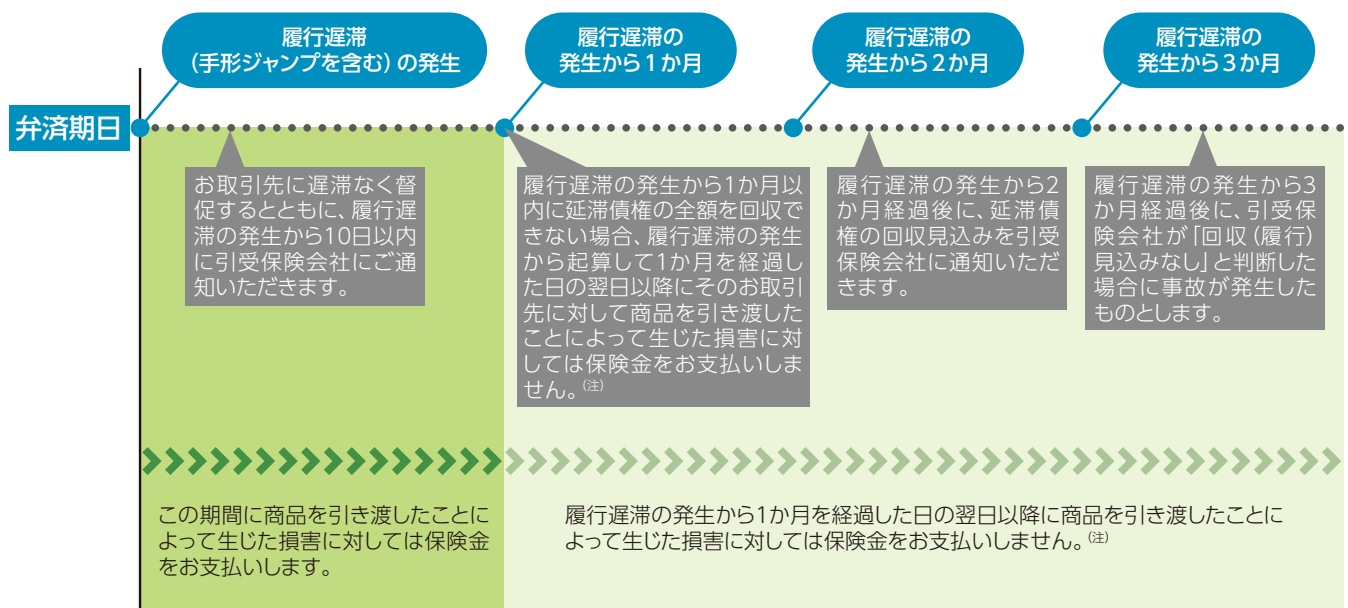 履行遅滞
(手形ジャンプを含む)の発生
履行遅滞の
発生から1か月
履行遅滞の
発生から2か月
履行遅滞の
発生から3か月
弁済期日
お取引先に遅滞なく督
促するとともに、履行遅
滞の発生から10日以内
に引受保険会社にご通
知いただきます。
履行遅滞の発生から1か月以
内に延滞債権の全額を回収で
きない場合、履行遅滞の発生
から起算して1か月を経過し
た日の翌日以降にそのお取引
先に対して商品を引き渡した
ことによって生じた損害に対
しては保険金をお支払いしま
せん。(注)
履行遅滞の発生から2
か月経過後に、延滞債
権の回収見込みを引受
保険会社に通知いただ
きます。
履行遅滞の発生から3
か月経過後に、引受保
険会社が「回収(履行)
見込みなし」と判断した
場合に事故が発生した
ものとします。
この期間に商品を引き渡したことに
よって生じた損害に対しては保険金
をお支払いします。
履行遅滞の発生から1か月を経過した日の翌日以降に商品を引き渡したことに
よって生じた損害に対しては保険金をお支払いしません。(注)